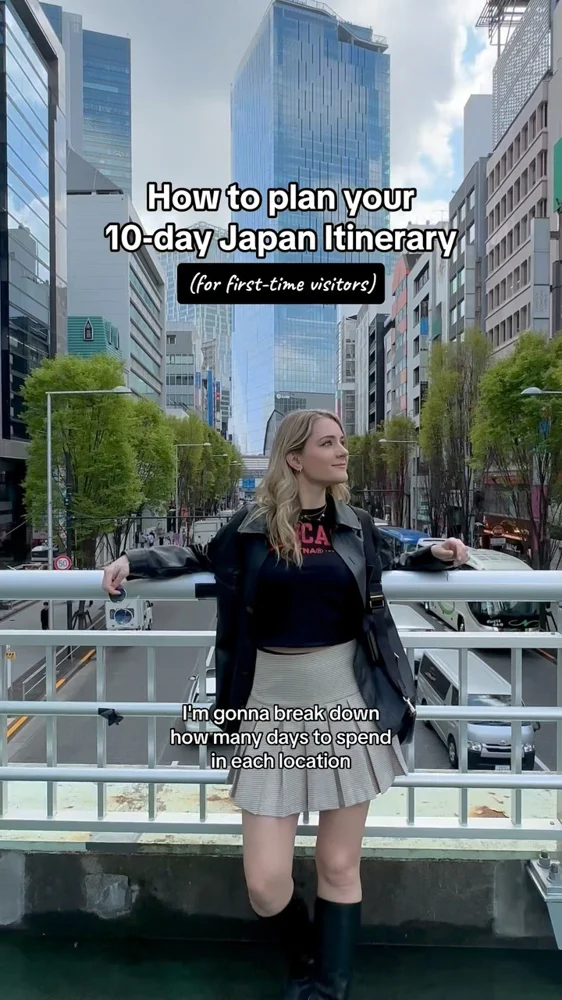 How to plan your
10-day Japan Itinerary
(for first-time visitors)
CA
I'm gonna break down
how many days to spend
in each location